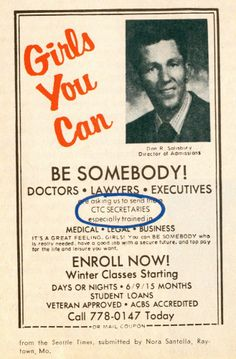 Girls
You
Can
Don R. Salisbury
Director of Admissions
BE SOMEBODY!
DOCTORS • LAWYERS • EXECUTIVES
are asking us to send them
CTC SECRETARIES
especially trained in
MEDICAL • LEGAL • BUSINESS
IT'S A GREAT FEELING, GIRLS! You can BE SOMEBODY who
is really needed, have a good job with a secure future, and top pay
for the life and leisure you want.
ENROLL NOW!
Winter Classes Starting
DAYS OR NIGHTS • 6/9/15 MONTHS
STUDENT LOANS
VETERAN APPROVED • ACBS ACCREDITED
Call 778-0147 Today
OR MAIL COUPON
from the Seattle Times, submitted by Nora Santella, Ray-
town, Mo.